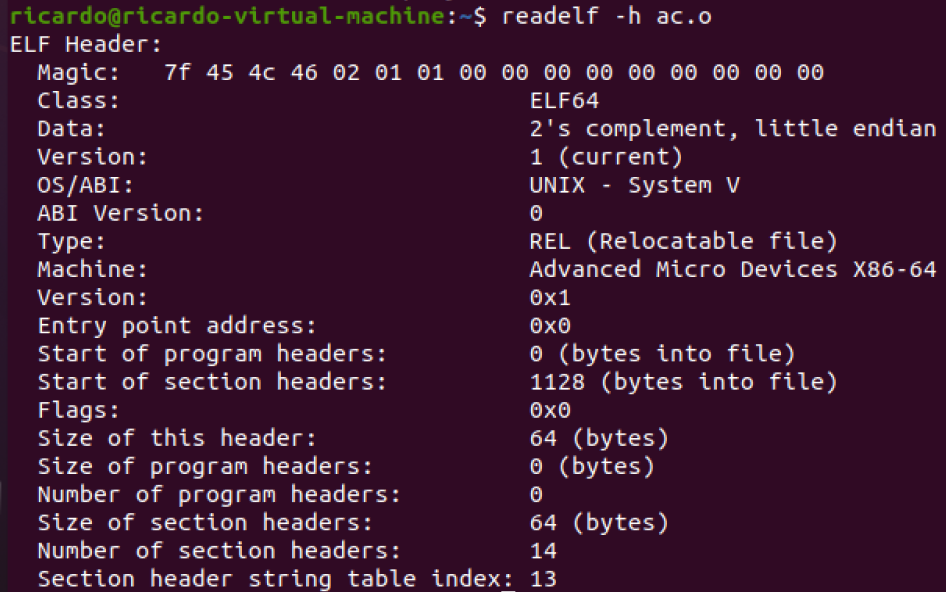 ricardo@ricardo-virtual-machine:~$ readelf -h ac.o
ELF Header:
  Magic:   7f 45 4c 46 02 01 01 00 00 00 00 00 00 00 00 00
  Class:                             ELF64
  Data:                              2's complement, little endian
  Version:                           1 (current)
  OS/ABI:                            UNIX - System V
  ABI Version:                       0
  Type:                              REL (Relocatable file)
  Machine:                           Advanced Micro Devices X86-64
  Version:                           0x1
  Entry point address:               0x0
  Start of program headers:          0 (bytes into file)
  Start of section headers:          1128 (bytes into file)
  Flags:                             0x0
  Size of this header:               64 (bytes)
  Size of program headers:           0 (bytes)
  Number of program headers:         0
  Size of section headers:           64 (bytes)
  Number of section headers:         14
  Section header string table index: 13